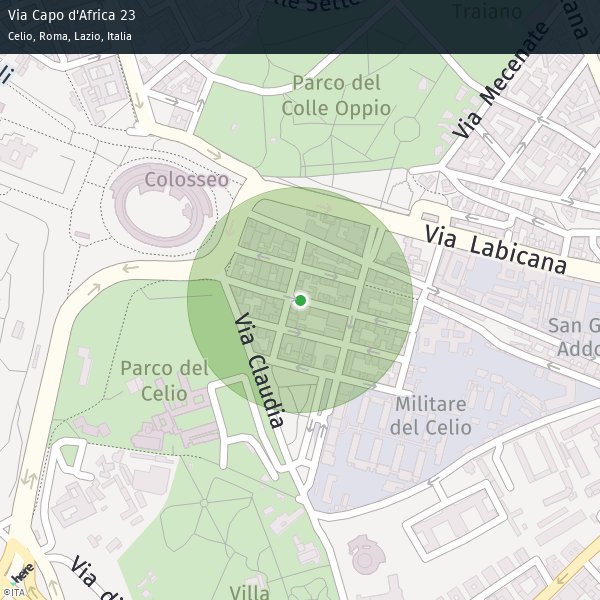 Via Capo d'Africa 23
Celio, Roma, Lazio, Italia
Traiano
Parco del
Colle Oppio
Via Mecenate
Colosseo
Via Labicana
Via Claudia
Parco del
Celio
San G
Addo
Militare
del Celio
Via di
Villa
here
©ITA